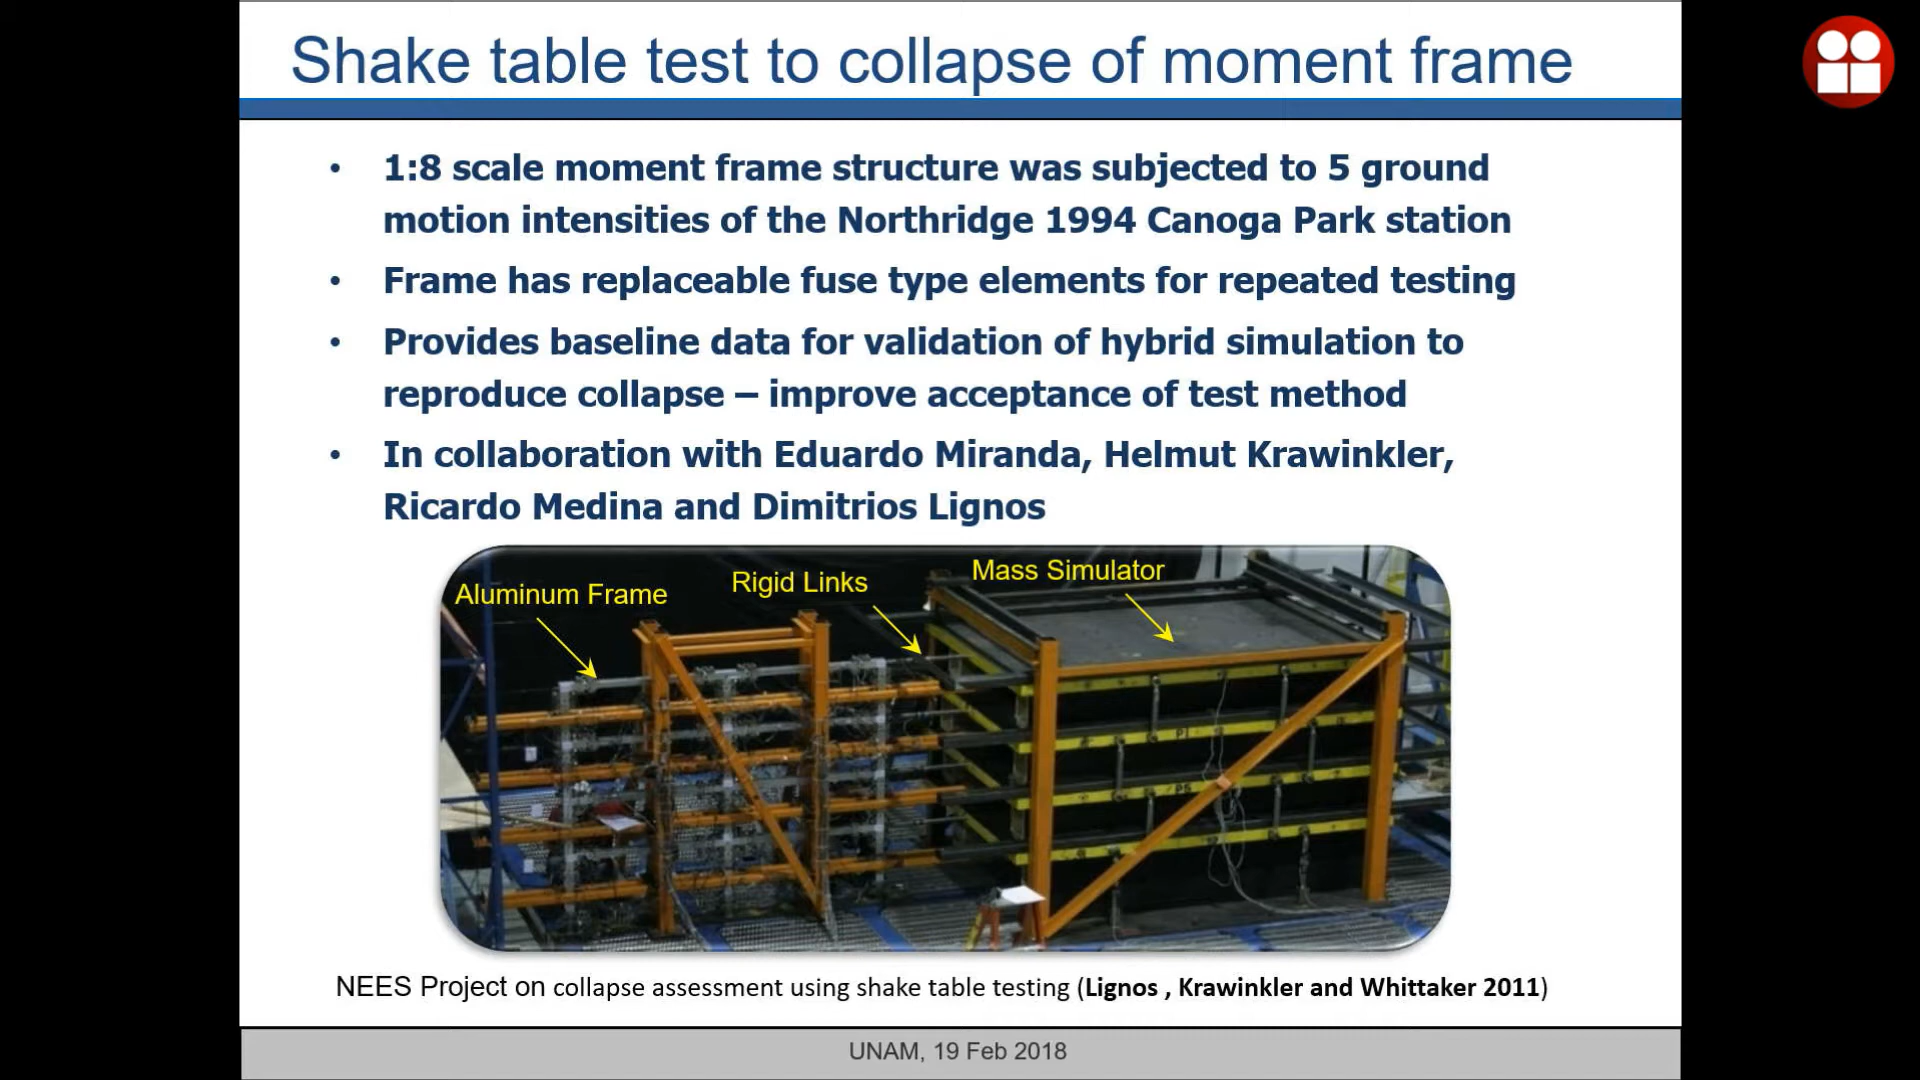 Shake table test to collapse of moment frame
• 1:8 scale moment frame structure was subjected to 5 ground
motion intensities of the Northridge 1994 Canoga Park station
• Frame has replaceable fuse type elements for repeated testing
• Provides baseline data for validation of hybrid simulation to
reproduce collapse – improve acceptance of test method
• In collaboration with Eduardo Miranda, Helmut Krawinkler,
Ricardo Medina and Dimitrios Lignos
Aluminum Frame
Rigid Links
Mass Simulator
NEES Project on collapse assessment using shake table testing (Lignos , Krawinkler and Whittaker 2011)
UNAM, 19 Feb 2018